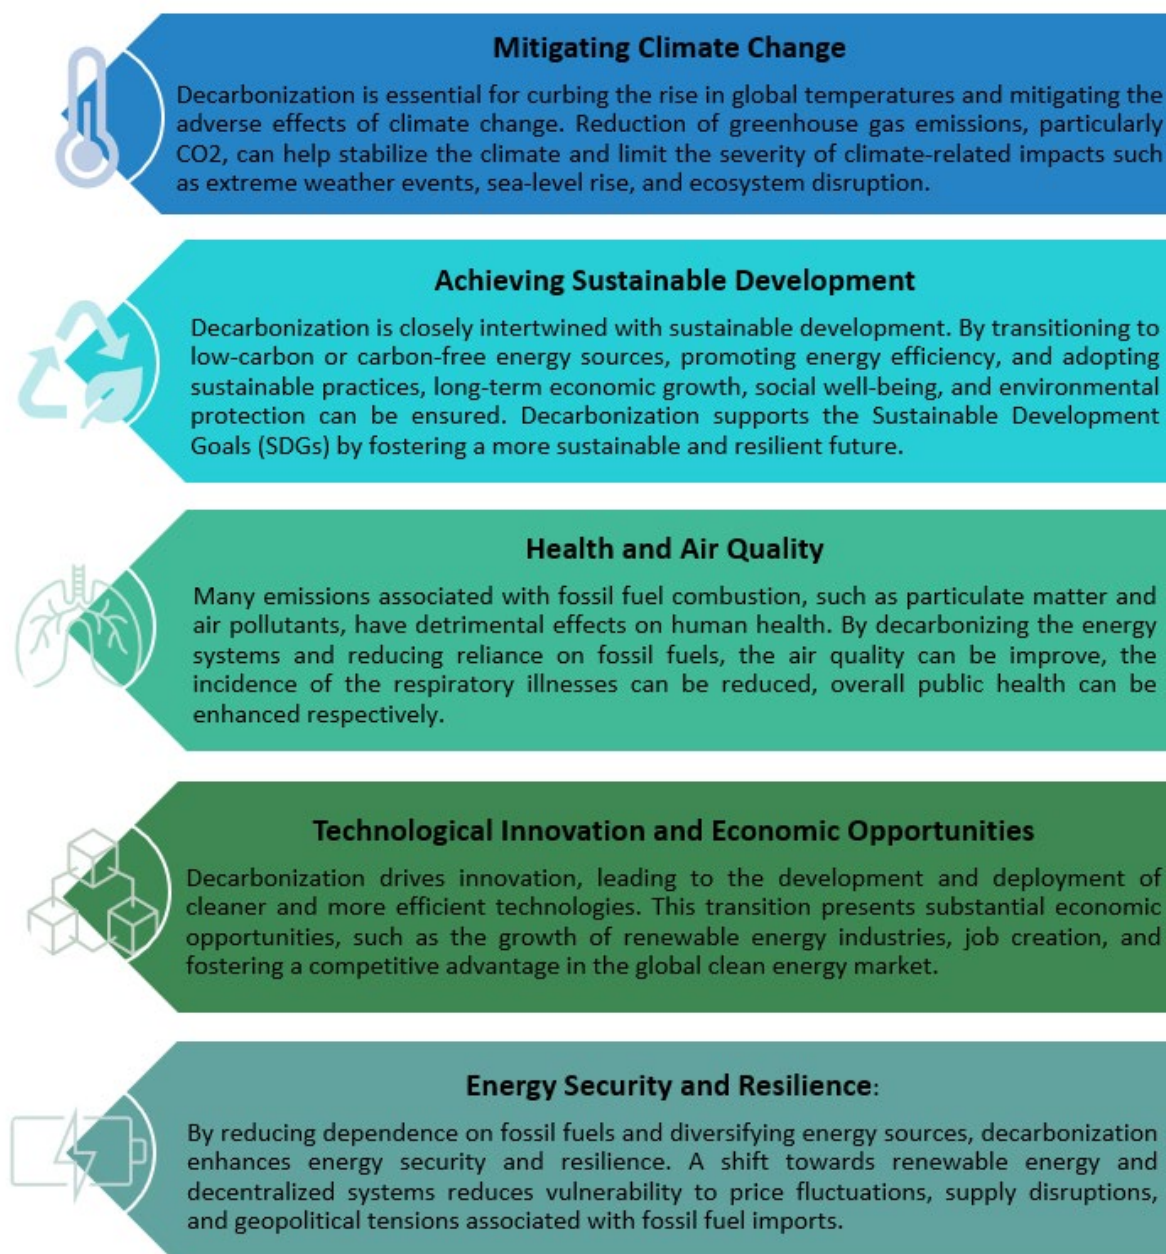 Mitigating Climate Change
Decarbonization is essential for curbing the rise in global temperatures and mitigating the
adverse effects of climate change. Reduction of greenhouse gas emissions, particularly
CO2, can help stabilize the climate and limit the severity of climate-related impacts such
as extreme weather events, sea-level rise, and ecosystem disruption.
Achieving Sustainable Development
Decarbonization is closely intertwined with sustainable development. By transitioning to
low-carbon or carbon-free energy sources, promoting energy efficiency, and adopting
sustainable practices, long-term economic growth, social well-being, and environmental
protection can be ensured. Decarbonization supports the Sustainable Development
Goals (SDGs) by fostering a more sustainable and resilient future.
Health and Air Quality
Many emissions associated with fossil fuel combustion, such as particulate matter and
air pollutants, have detrimental effects on human health. By decarbonizing the energy
systems and reducing reliance on fossil fuels, the air quality can be improve, the
incidence of the respiratory illnesses can be reduced, overall public health can be
enhanced respectively.
Technological Innovation and Economic Opportunities
Decarbonization drives innovation, leading to the development and deployment of
cleaner and more efficient technologies. This transition presents substantial economic
opportunities, such as the growth of renewable energy industries, job creation, and
fostering a competitive advantage in the global clean energy market.
Energy Security and Resilience:
By reducing dependence on fossil fuels and diversifying energy sources, decarbonization
enhances energy security and resilience. A shift towards renewable energy and
decentralized systems reduces vulnerability to price fluctuations, supply disruptions,
and geopolitical tensions associated with fossil fuel imports.